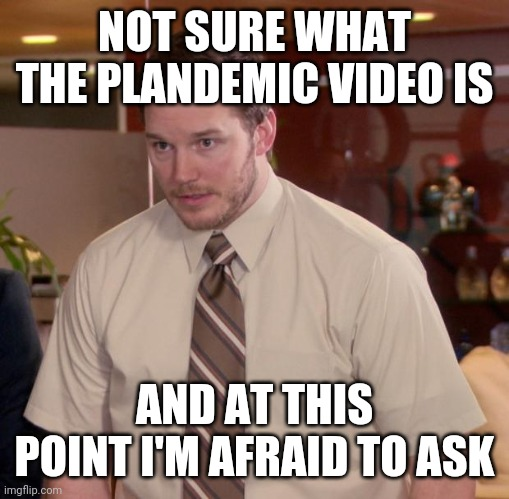 NOT SURE WHAT
THE PLANDEMIC VIDEO IS
AND AT THIS
POINT I'M AFRAID TO ASK
imgflip.com